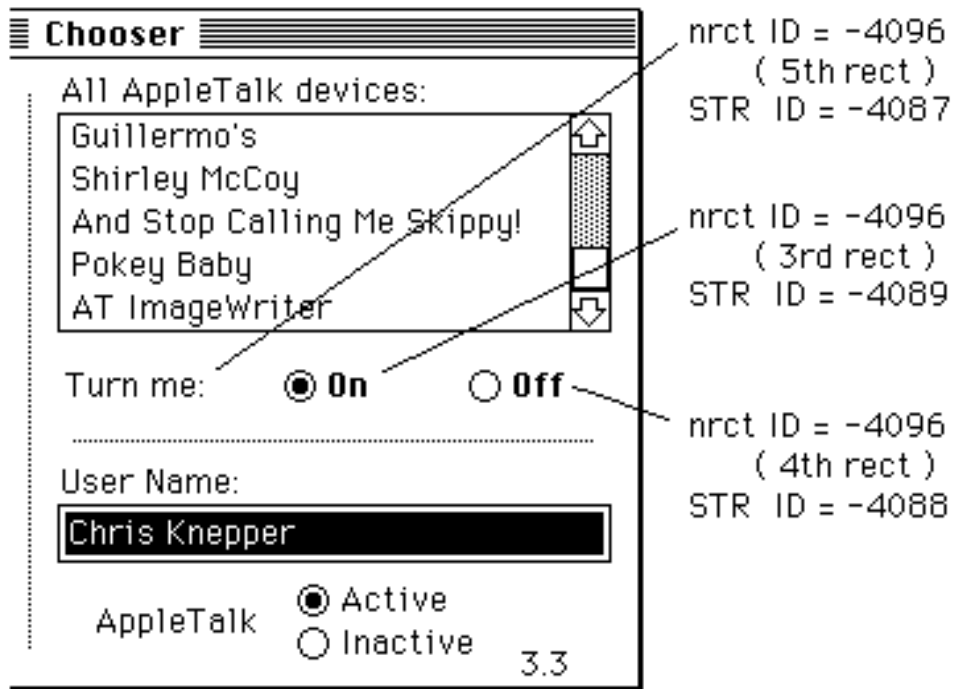 Chooser
All AppleTalk devices:
Guillermo's
Shirley McCoy
And Stop Calling Me Skippy!
Pokey Baby
AT ImageWriter
Turn me: On Off
User Name:
Chris Knepper
AppleTalk
Active
Inactive
3.3
nrct ID = -4096
( 5th rect )
STR ID = -4087
nrct ID = -4096
( 3rd rect )
STR ID = -4089
nrct ID = -4096
( 4th rect )
STR ID = -4088